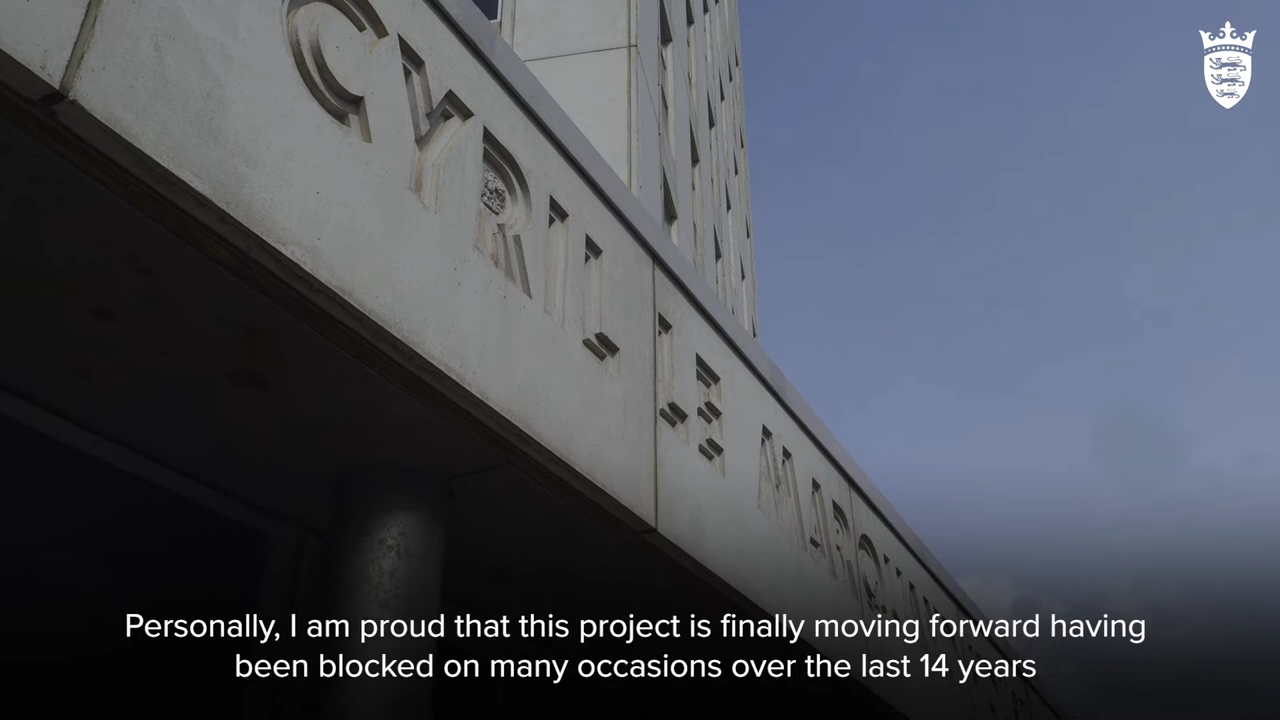 CYRIL LE MARQUAND
Personally, I am proud that this project is finally moving forward having
been blocked on many occasions over the last 14 years